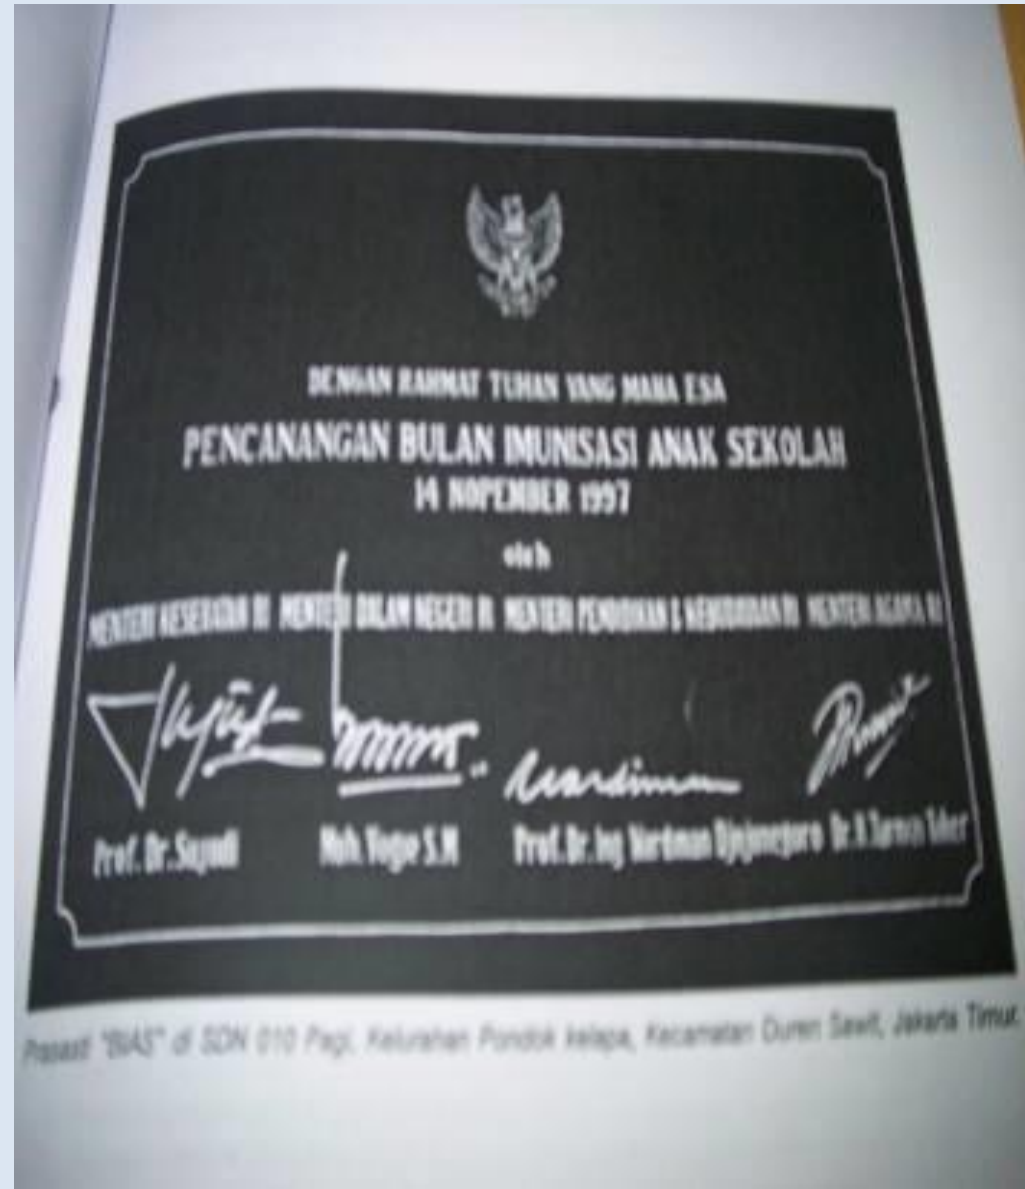 DENGAN RAHMAT TUHAN YANG MAHA ESA
PENCANANGAN BULAN IMUNISASI ANAK SEKOLAH
14 NOPEMBER 1997
oleh
MENTERI KESEHATAN RI MENTERI DALAM NEGERI RI MENTERI PENDIDIKAN & KEBUDAYAAN RI MENTERI AGAMA RI
Wardiman
Prof. Dr. Sujudi Moh. Yogie S.M Prof. Dr. Ing Wardiman Djojonegoro Dr. H. Tarmizi Taher
Prasasti "BIAS" di SDN 010 Pagi, Kelurahan Pondok kelapa, Kecamatan Duren Sawit, Jakarta Timur.